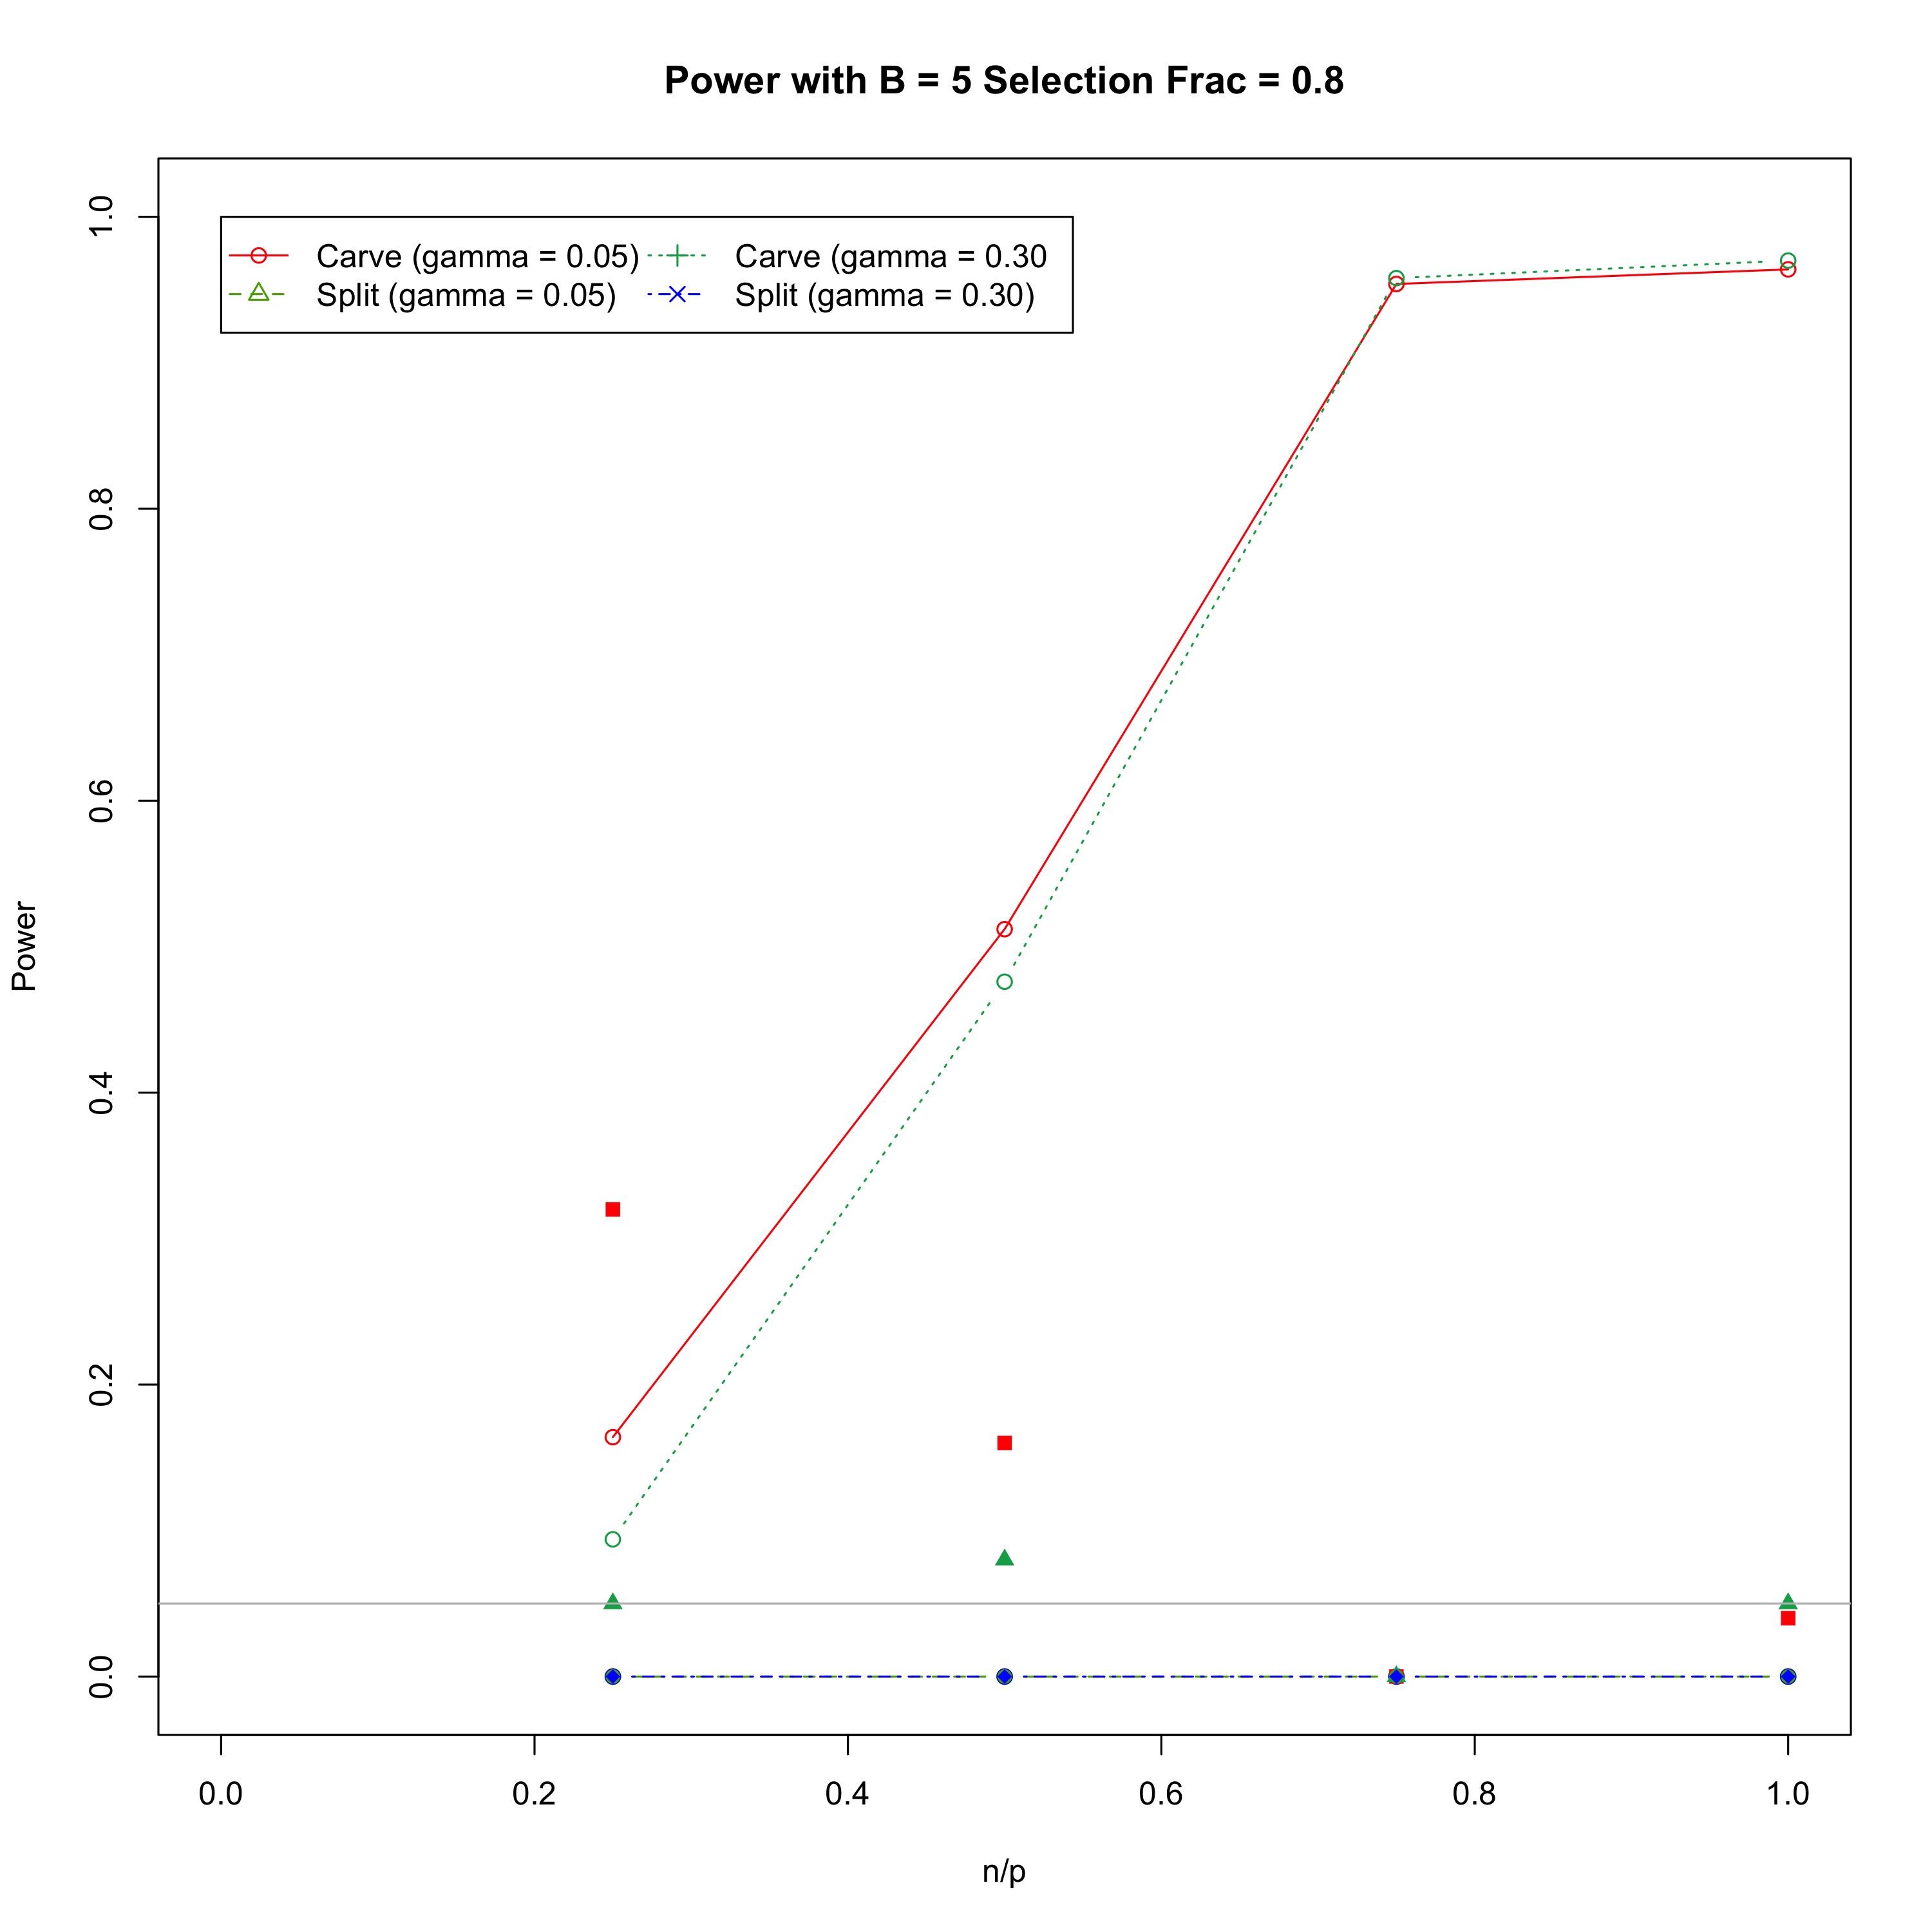 Power with B = 5 Selection Frac = 0.8
1.0
Carve (gamma = 0.05) Carve (gamma = 0.30
Split (gamma = 0.05) Split (gamma = 0.30)
0.8
0.6
Power
0.4
0.2
0.0
0.0 0.2 0.4 0.6 0.8 1.0
n/p